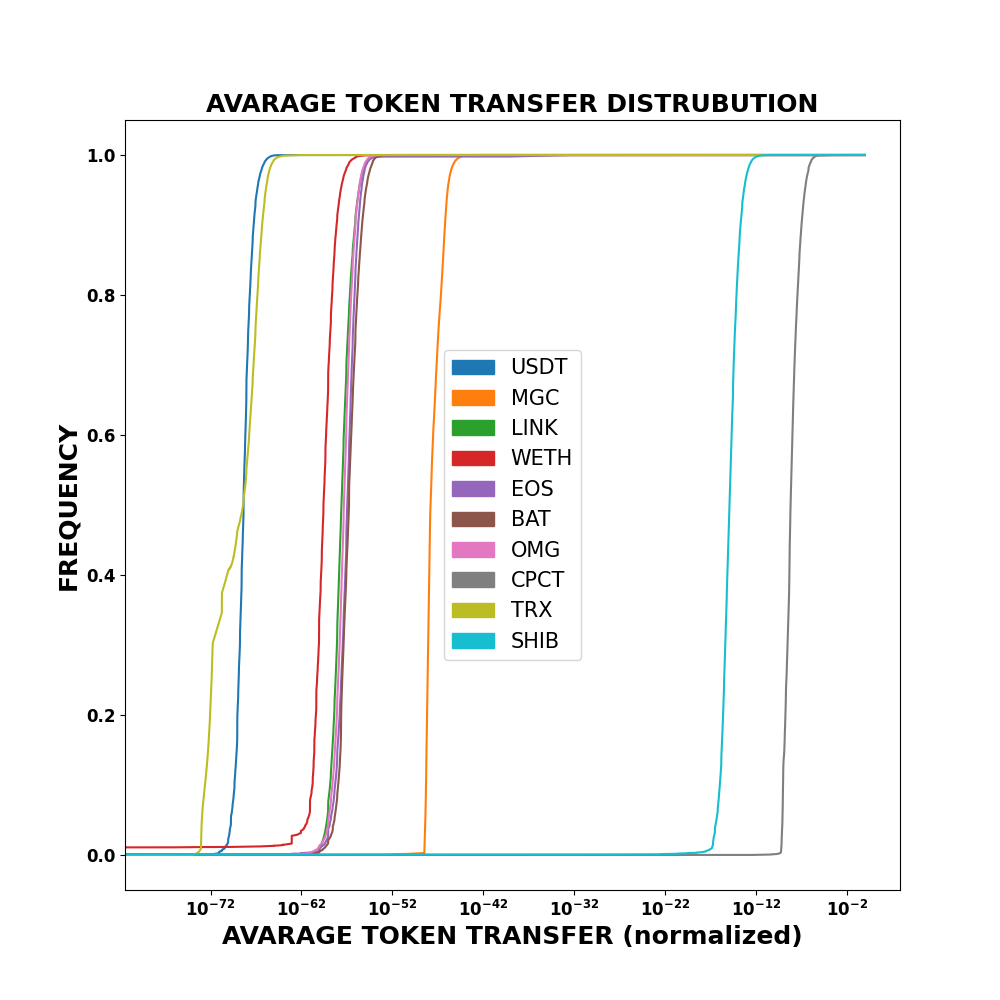 AVARAGE TOKEN TRANSFER DISTRUBUTION
FREQUENCY
1.0
0.8
0.6
0.4
0.2
0.0
USDT
MGC
LINK
WETH
EOS
BAT
OMG
CPCT
TRX
SHIB
10⁻⁷² 10⁻⁶² 10⁻⁵² 10⁻⁴² 10⁻³² 10⁻²² 10⁻¹² 10⁻²
AVARAGE TOKEN TRANSFER (normalized)